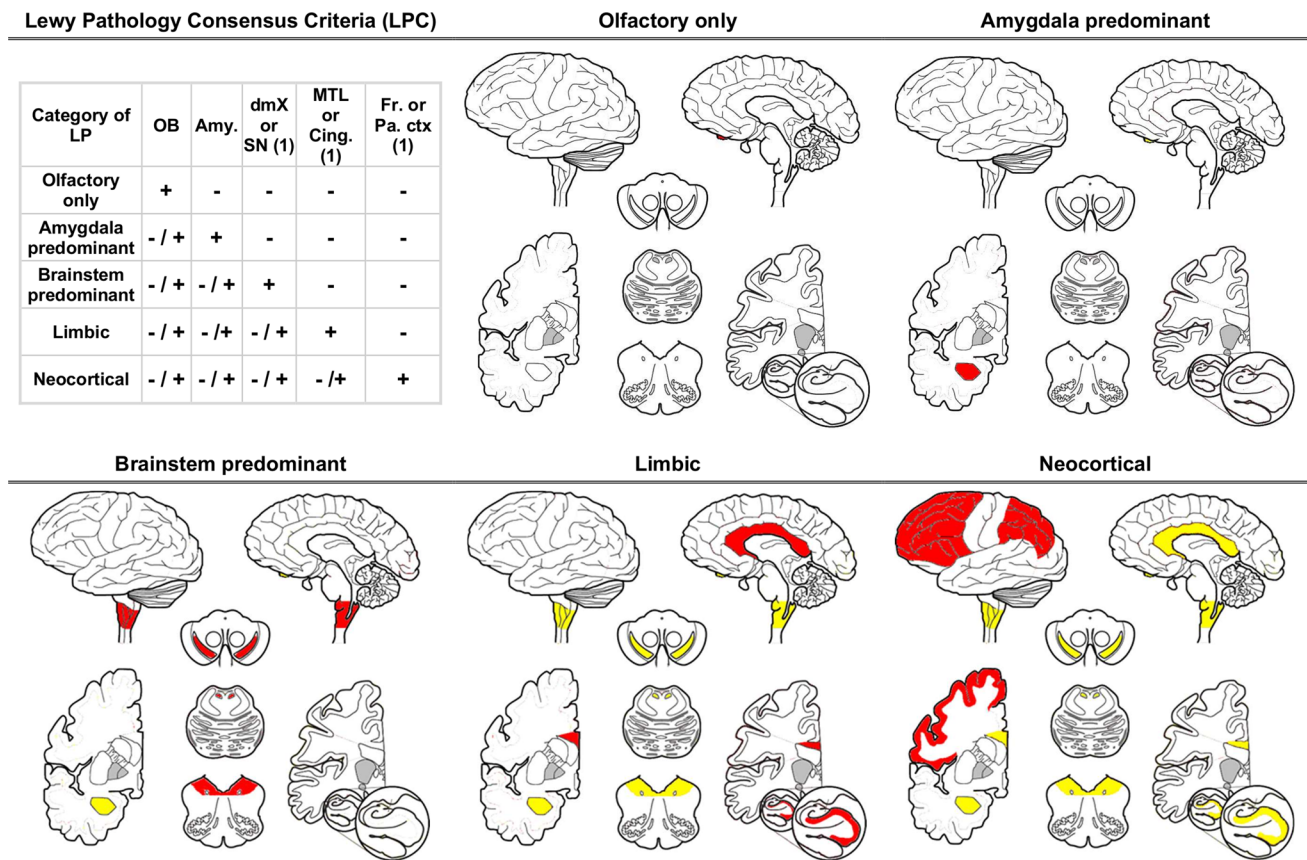 Lewy Pathology Consensus Criteria (LPC)
Olfactory only
Amygdala predominant
Category of LP OB Amy. dmX or SN (1) MTL or Cing. (1) Fr. or Pa. ctx (1)
Olfactory only + - - - -
Amygdala predominant - / + + - - -
Brainstem predominant - / + - / + + - -
Limbic - / + - /+ - / + + -
Neocortical - / + - / + - / + - /+ +
Brainstem predominant
Limbic
Neocortical